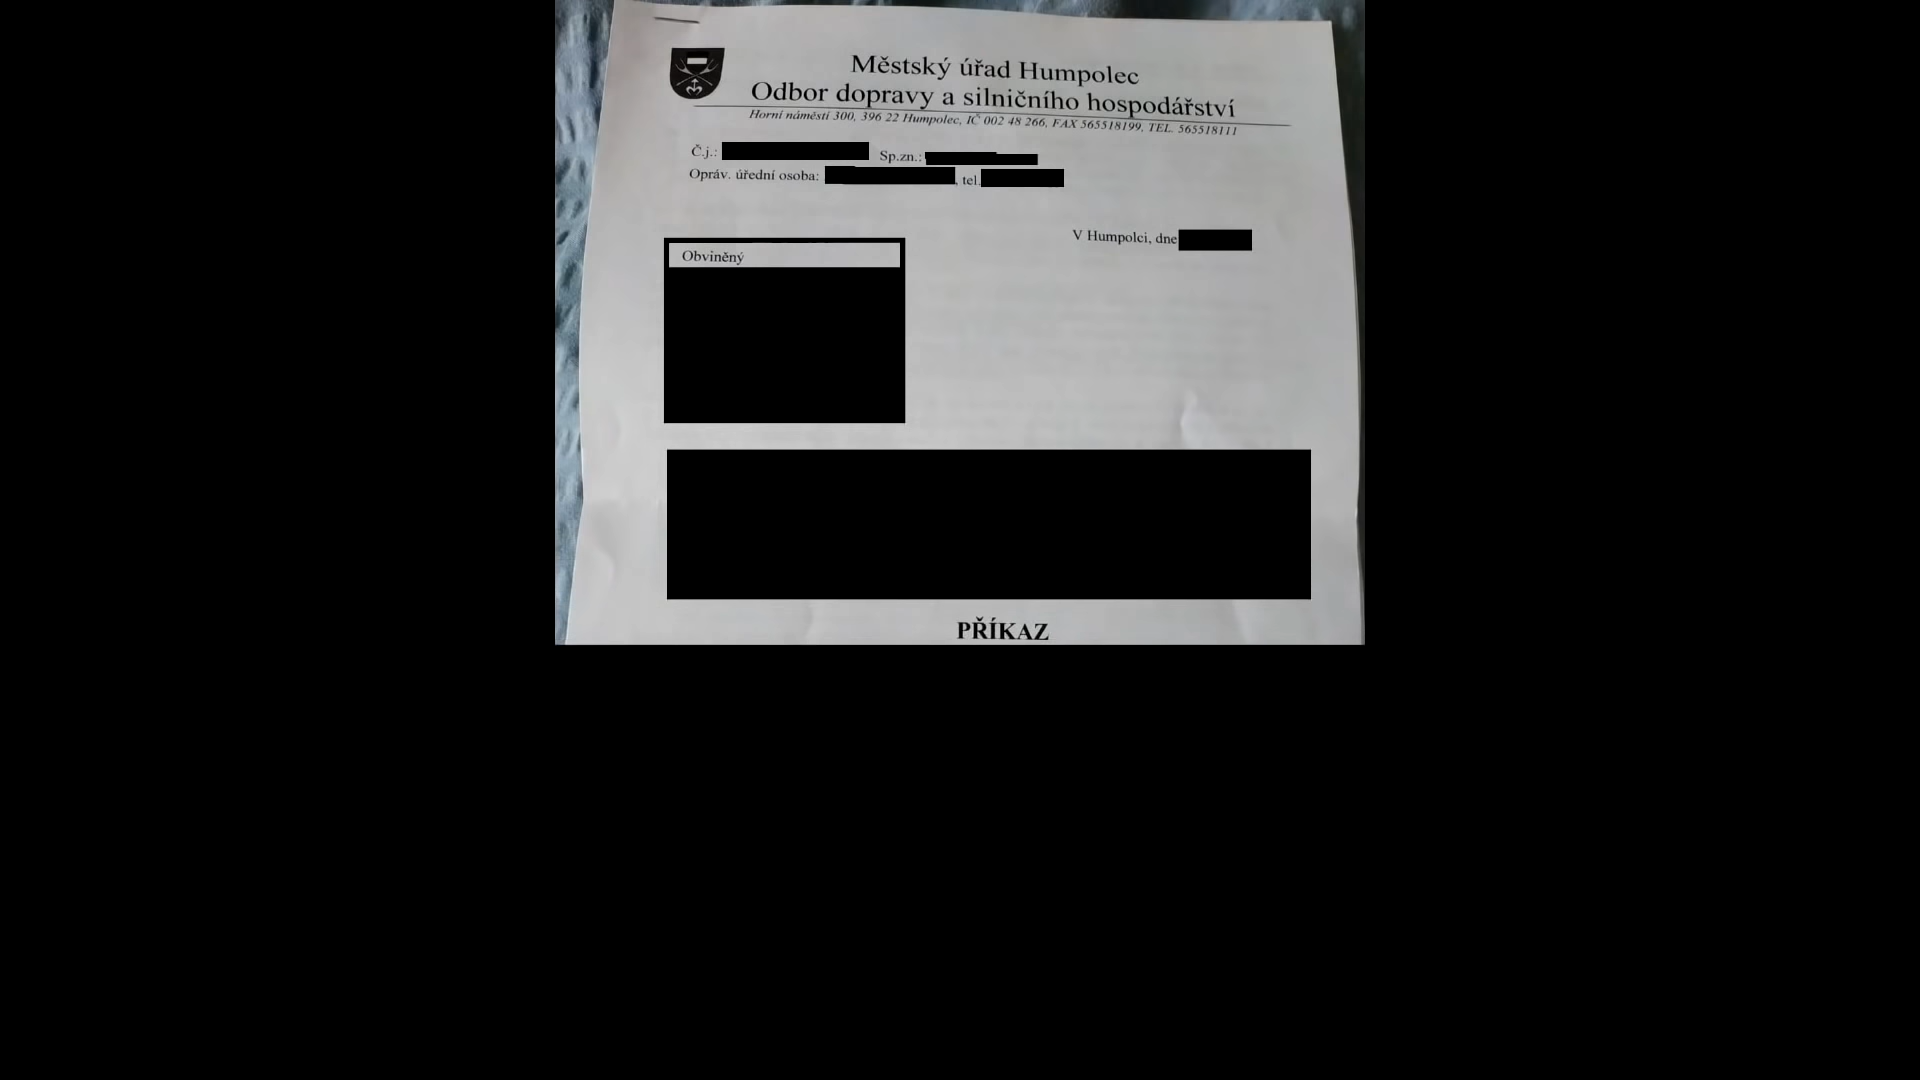 Městský úřad Humpolec
Odbor dopravy a silničního hospodářství
Horní náměstí 300, 396 22 Humpolec, IČ 002 48 266, FAX 565518199, TEL. 565518111
Č.j.: Sp.zn.:
Opráv. úřední osoba: , tel.
V Humpolci, dne
Obviněný
PŘÍKAZ